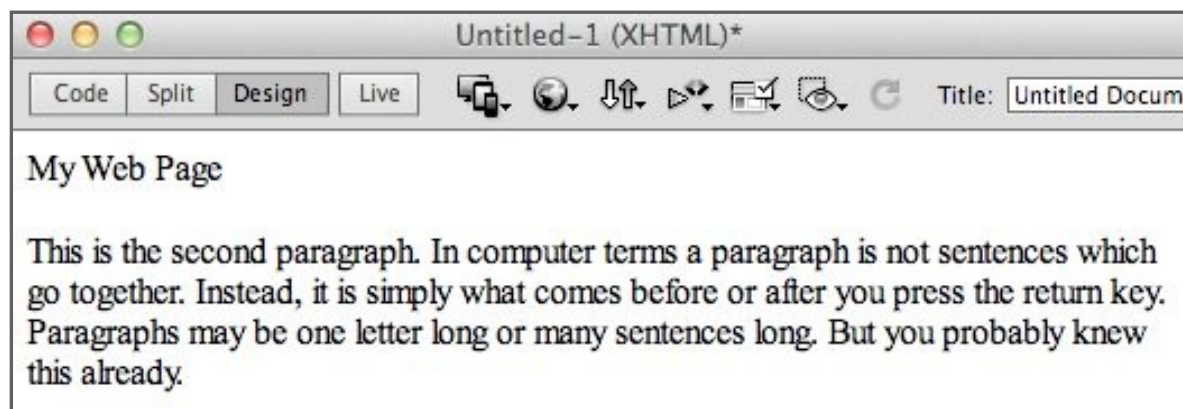 Untitled-1 (XHTML)*
Code Split Design Live Title: Untitled Docum
My Web Page
This is the second paragraph. In computer terms a paragraph is not sentences which
go together. Instead, it is simply what comes before or after you press the return key.
Paragraphs may be one letter long or many sentences long. But you probably knew
this already.